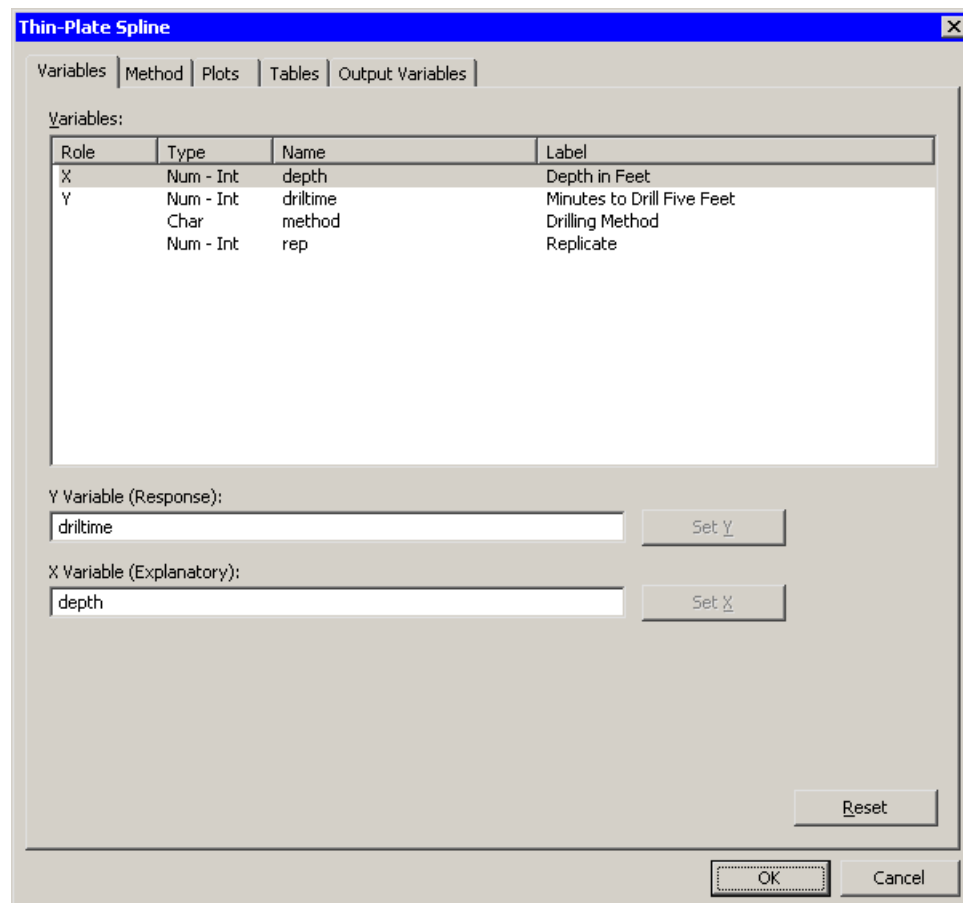 Thin-Plate Spline
Variables Method Plots Tables Output Variables
Variables:
Role Type Name Label
X Num - Int depth Depth in Feet
Y Num - Int driltime Minutes to Drill Five Feet
Char method Drilling Method
Num - Int rep Replicate
Y Variable (Response):
driltime Set Y
X Variable (Explanatory):
depth Set X
Reset
OK Cancel